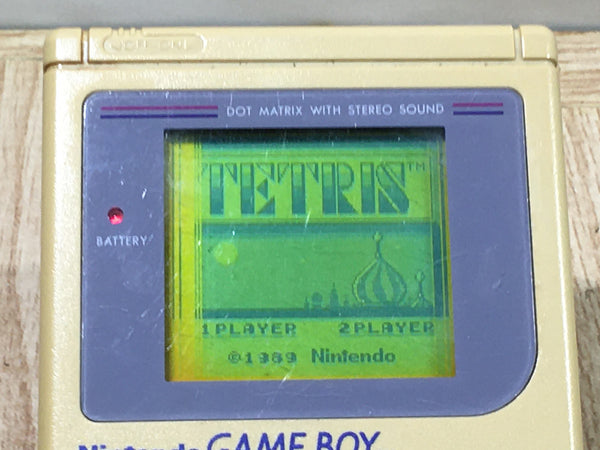 DOT MATRIX WITH STEREO SOUND
TETRIS™
BATTERY
1PLAYER 2PLAYER
©1989 Nintendo
Nintendo GAME BOY